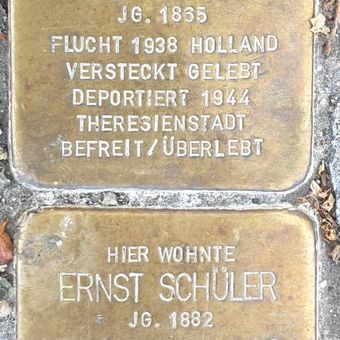 JG. 1865
FLUCHT 1938 HOLLAND
VERSTECKT GELEBT
DEPORTIERT 1944
THERESIENSTADT
BEFREIT/ÜBERLEBT
HIER WOHNTE
ERNST SCHÜLER
JG. 1882